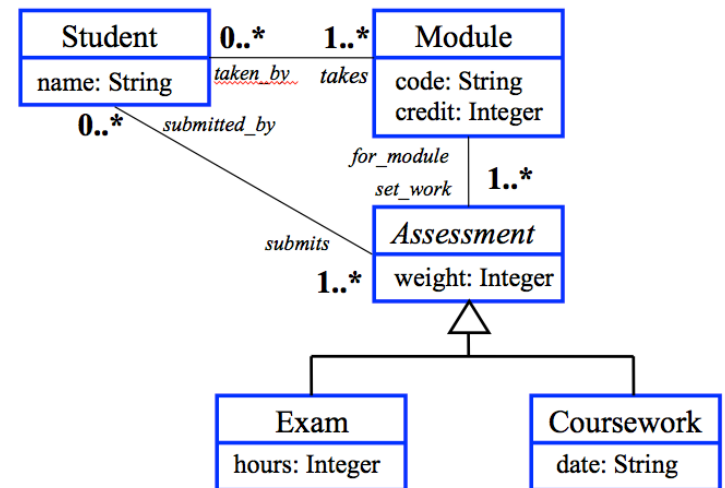 Student
0..*
1..*
Module
name: String
taken_by
takes
code: String
credit: Integer
0..*
submitted_by
for_module
set_work
1..*
Assessment
submits
1..*
weight: Integer
Exam
Coursework
hours: Integer
date: String